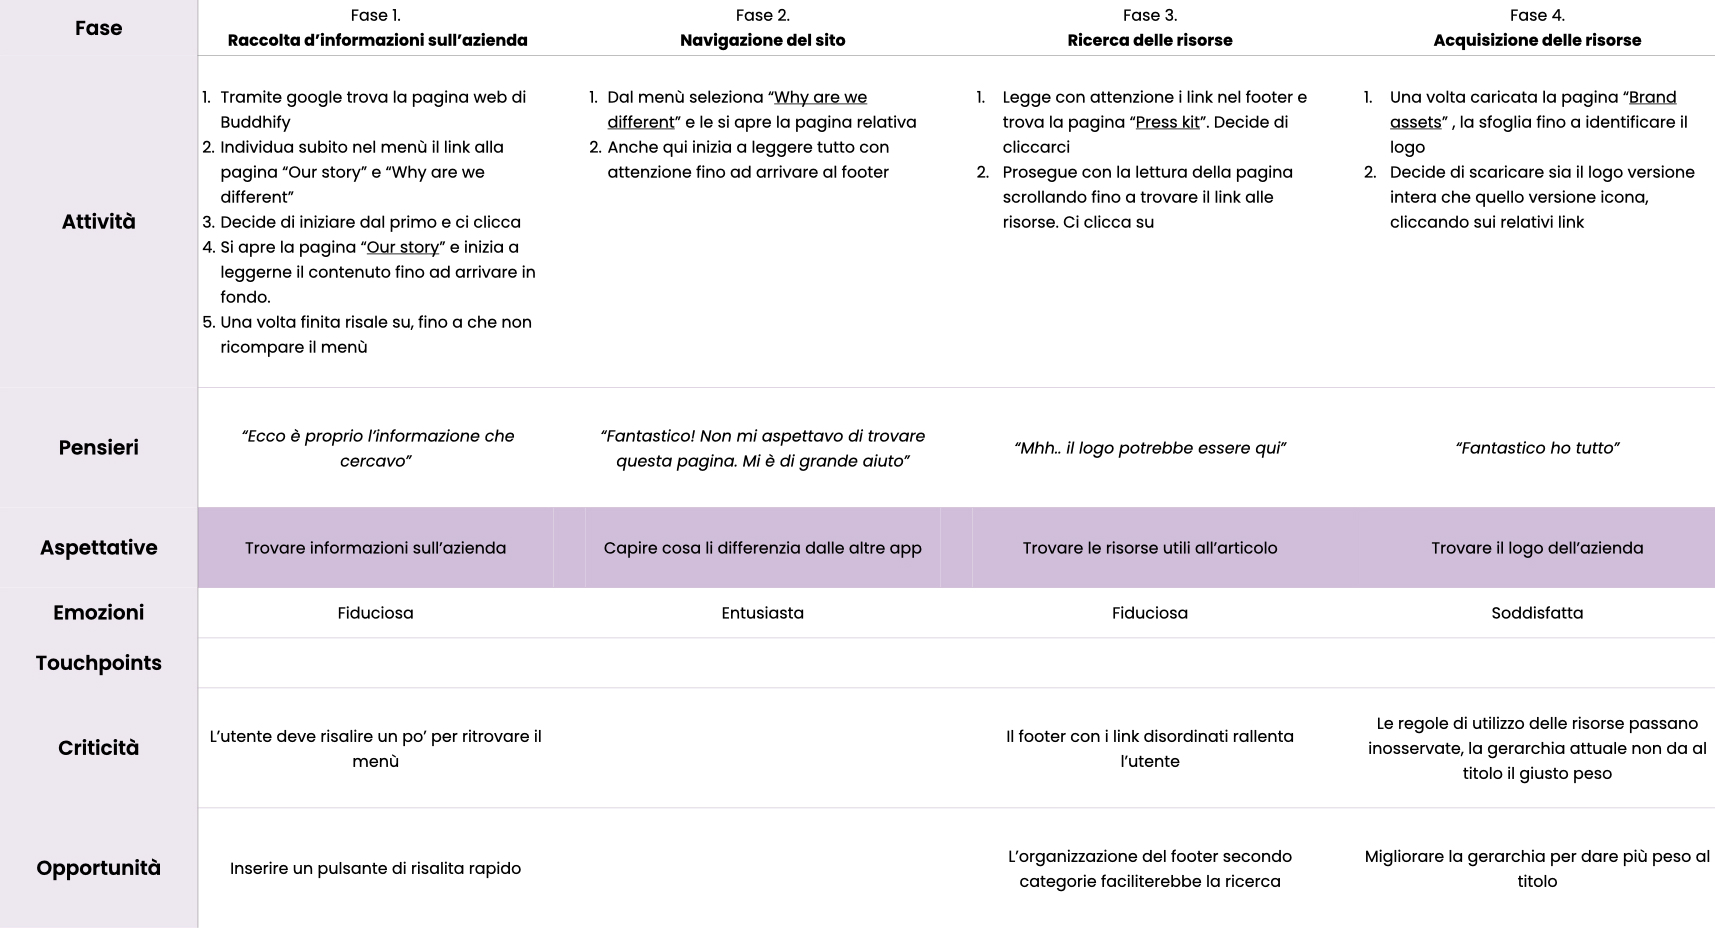 Fase
Fase 1.
Raccolta d’informazioni sull’azienda
Fase 2.
Navigazione del sito
Fase 3.
Ricerca delle risorse
Fase 4.
Acquisizione delle risorse
Attività
1. Tramite google trova la pagina web di
Buddhify
2. Individua subito nel menù il link alla
pagina “Our story” e “Why are we
different”
3. Decide di iniziare dal primo e ci clicca
4. Si apre la pagina “Our story” e inizia a
leggerne il contenuto fino ad arrivare in
fondo.
5. Una volta finita risale su, fino a che non
ricompare il menù
1. Dal menù seleziona “Why are we
different” e le si apre la pagina relativa
2. Anche qui inizia a leggere tutto con
attenzione fino ad arrivare al footer
1. Legge con attenzione i link nel footer e
trova la pagina “Press kit”. Decide di
cliccarci
2. Prosegue con la lettura della pagina
scrollando fino a trovare il link alle
risorse. Ci clicca su
1. Una volta caricata la pagina “Brand
assets” , la sfoglia fino a identificare il
logo
2. Decide di scaricare sia il logo versione
intera che quello versione icona,
cliccando sui relativi link
Pensieri
“Ecco è proprio l’informazione che
cercavo”
“Fantastico! Non mi aspettavo di trovare
questa pagina. Mi è di grande aiuto”
“Mhh.. il logo potrebbe essere qui”
“Fantastico ho tutto”
Aspettative
Trovare informazioni sull’azienda
Capire cosa li differenzia dalle altre app
Trovare le risorse utili all’articolo
Trovare il logo dell’azienda
Emozioni
Fiduciosa
Entusiasta
Fiduciosa
Soddisfatta
Touchpoints
Criticità
L’utente deve risalire un po’ per ritrovare il
menù
Il footer con i link disordinati rallenta
l’utente
Le regole di utilizzo delle risorse passano
inosservate, la gerarchia attuale non da al
titolo il giusto peso
Opportunità
Inserire un pulsante di risalita rapido
L’organizzazione del footer secondo
categorie faciliterebbe la ricerca
Migliorare la gerarchia per dare più peso al
titolo